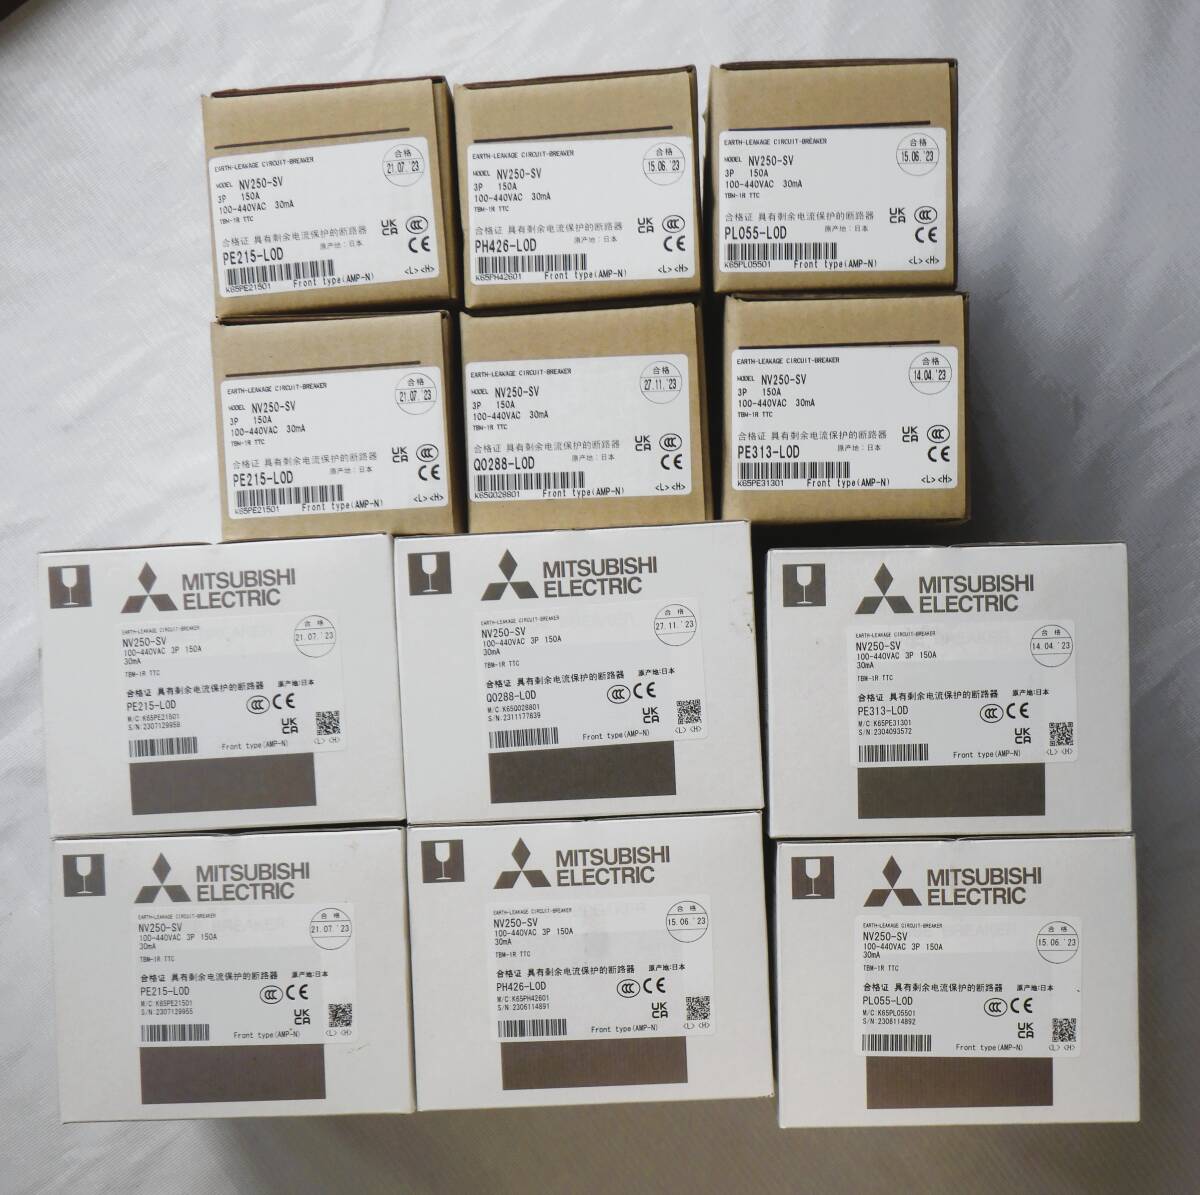 EARTH-LEAKAGE CIRCUIT-BREAKER
合格
21.07.'23
MODEL NV250-SV
3P 150A
100-440VAC 30mA
TBM-1R TTC
UK CA CCC
合格证 具有剩余电流保护的断路器
原产地:日本
CE
PE215-L0D
K65PE21501 Front type(AMP-N)
<L> <H>
EARTH-LEAKAGE CIRCUIT-BREAKER
合格
15.06.'23
MODEL NV250-SV
3P 150A
100-440VAC 30mA
TBM-1R TTC
UK CA CCC
合格证 具有剩余电流保护的断路器
原产地:日本
CE
PH426-L0D
K65PH42601 Front type(AMP-N)
<L> <H>
EARTH-LEAKAGE CIRCUIT-BREAKER
合格
15.06.'23
MODEL NV250-SV
3P 150A
100-440VAC 30mA
TBM-1R TTC
UK CA CCC
合格证 具有剩余电流保护的断路器
原产地:日本
CE
PL055-L0D
K65PL05501 Front type(AMP-N)
<L> <H>
EARTH-LEAKAGE CIRCUIT-BREAKER
合格
21.07.'23
MODEL NV250-SV
3P 150A
100-440VAC 30mA
TBM-1R TTC
UK CA CCC
合格证 具有剩余电流保护的断路器
原产地:日本
CE
PE215-L0D
K65PE21501 Front type(AMP-N)
<L> <H>
EARTH-LEAKAGE CIRCUIT-BREAKER
合格
27.11.'23
MODEL NV250-SV
3P 150A
100-440VAC 30mA
TBM-1R TTC
UK CA CCC
合格证 具有剩余电流保护的断路器
原产地:日本
CE
Q0288-L0D
K65Q028801 Front type(AMP-N)
<L> <H>
EARTH-LEAKAGE CIRCUIT-BREAKER
合格
14.04.'23
MODEL NV250-SV
3P 150A
100-440VAC 30mA
TBM-1R TTC
UK CA CCC
合格证 具有剩余电流保护的断路器
原产地:日本
CE
PE313-L0D
K65PE31301 Front type(AMP-N)
<L> <H>
MITSUBISHI
ELECTRIC
EARTH-LEAKAGE CIRCUIT-BREAKER
合格
21.07.'23
NV250-SV
100-440VAC 3P 150A
30mA
TBM-1R TTC
合格证 具有剩余电流保护的断路器 原产地:日本
PE215-L0D
CCC CE
M/C:K65PE21501
S/N:2307129958
UK CA
Front type(AMP-N)
<L> <H>
MITSUBISHI
ELECTRIC
EARTH-LEAKAGE CIRCUIT-BREAKER
合格
27.11.'23
NV250-SV
100-440VAC 3P 150A
30mA
TBM-1R TTC
合格证 具有剩余电流保护的断路器 原产地:日本
Q0288-L0D
CCC CE
M/C:K65Q028801
S/N:2311177839
UK CA
Front type(AMP-N)
<L> <H>
MITSUBISHI
ELECTRIC
EARTH-LEAKAGE CIRCUIT-BREAKER
合格
14.04.'23
NV250-SV
100-440VAC 3P 150A
30mA
TBM-1R TTC
合格证 具有剩余电流保护的断路器 原产地:日本
PE313-L0D
CCC CE
M/C:K65PE31301
S/N:2304093572
UK CA
Front type(AMP-N)
<L> <H>
MITSUBISHI
ELECTRIC
EARTH-LEAKAGE CIRCUIT-BREAKER
合格
21.07.'23
NV250-SV
100-440VAC 3P 150A
30mA
TBM-1R TTC
合格证 具有剩余电流保护的断路器 原产地:日本
PE215-L0D
CCC CE
M/C:K65PE21501
S/N:2307129955
UK CA
Front type(AMP-N)
<L> <H>
MITSUBISHI
ELECTRIC
EARTH-LEAKAGE CIRCUIT-BREAKER
合格
15.06.'23
NV250-SV
100-440VAC 3P 150A
30mA
TBM-1R TTC
合格证 具有剩余电流保护的断路器 原产地:日本
PH426-L0D
CCC CE
M/C:K65PH42601
S/N:2306114891
UK CA
Front type(AMP-N)
<L> <H>
MITSUBISHI
ELECTRIC
EARTH-LEAKAGE CIRCUIT-BREAKER
合格
15.06.'23
NV250-SV
100-440VAC 3P 150A
30mA
TBM-1R TTC
合格证 具有剩余电流保护的断路器 原产地:日本
PL055-L0D
CCC CE
M/C:K65PL05501
S/N:2306114892
UK CA
Front type(AMP-N)
<L> <H>